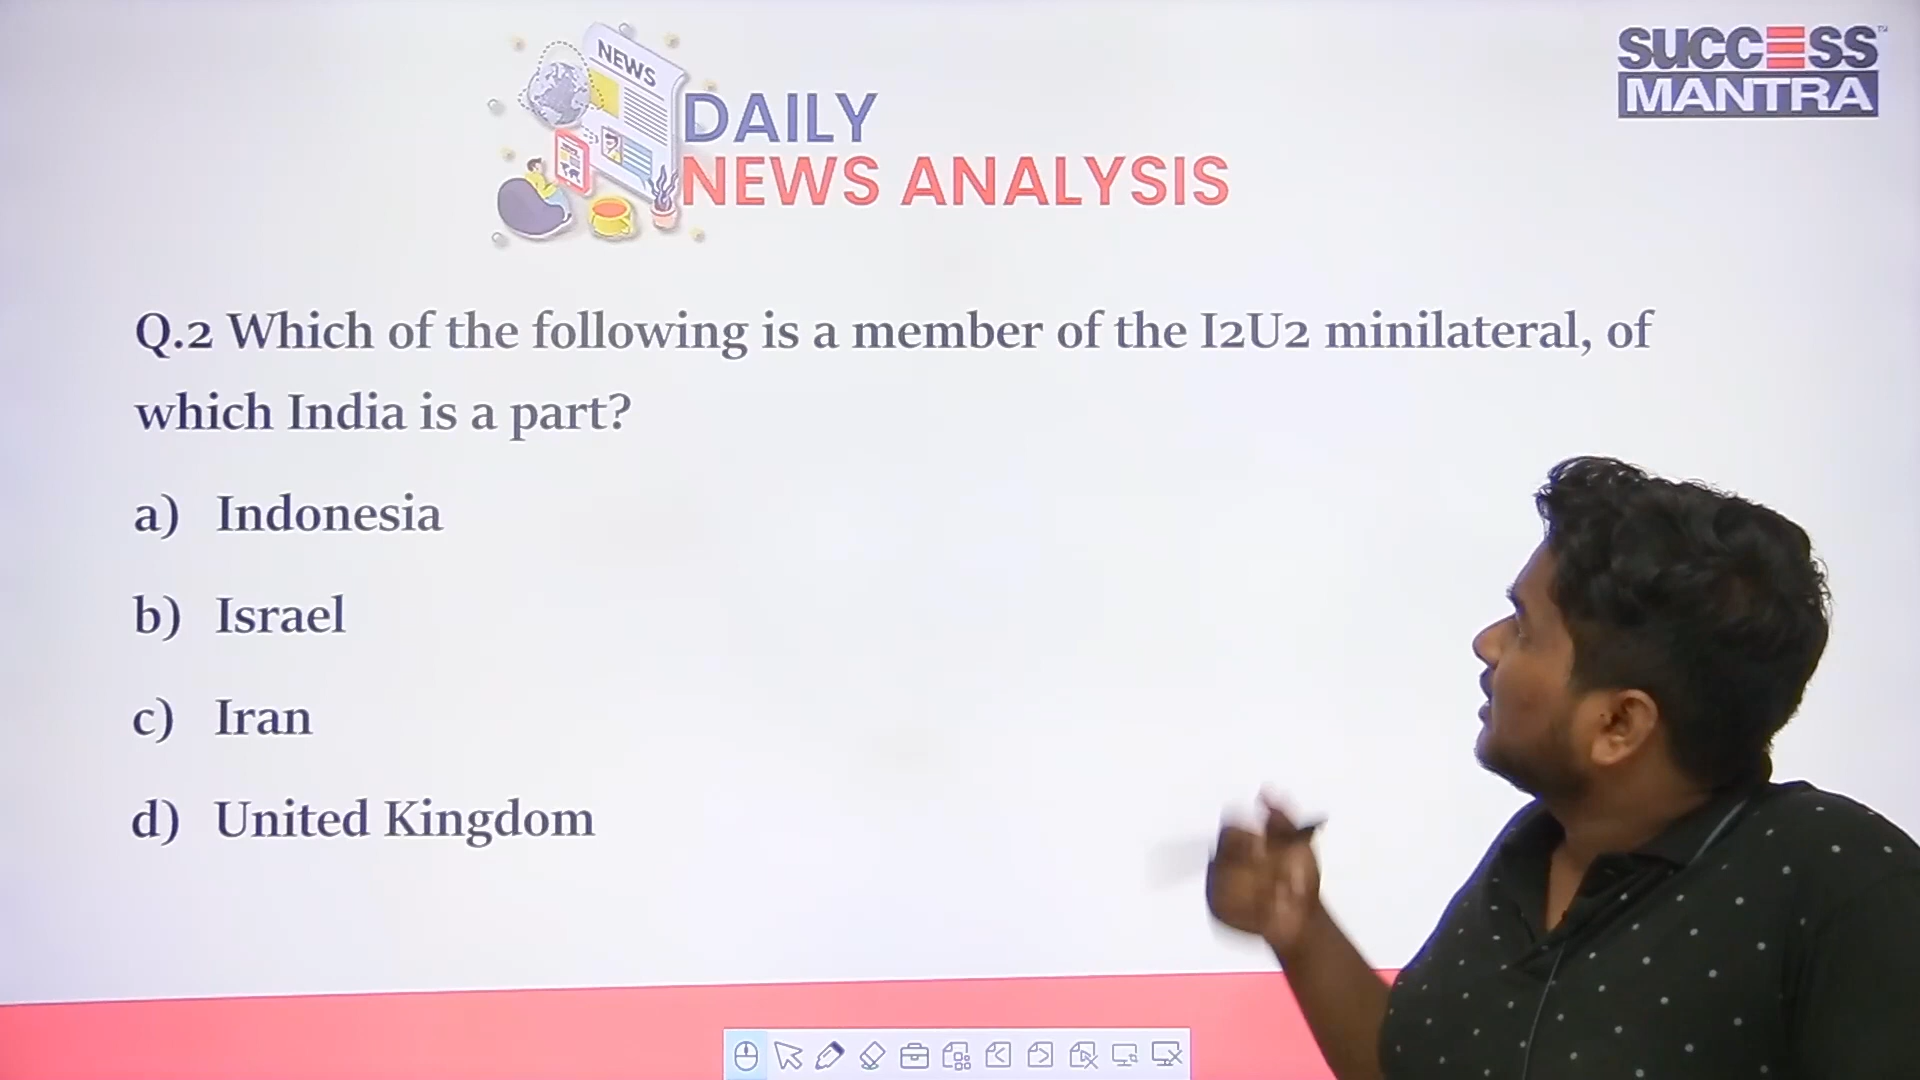 NEWS
DAILY
NEWS ANALYSIS
SUCCESS
MANTRA
TM
Q.2 Which of the following is a member of the I2U2 minilateral, of
which India is a part?
a) Indonesia
b) Israel
c) Iran
d) United Kingdom